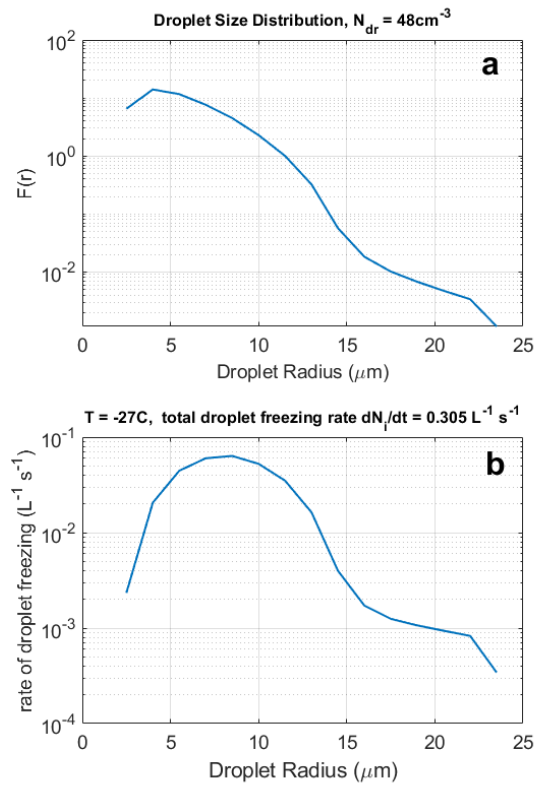 Droplet Size Distribution, N_dr = 48cm^-3
a
10^2
10^0
10^-2
F(r)
0 5 10 15 20 25
Droplet Radius (μm)
T = -27C, total droplet freezing rate dN_i/dt = 0.305 L^-1 s^-1
b
10^-1
10^-2
10^-3
10^-4
rate of droplet freezing (L^-1 s^-1)
0 5 10 15 20 25
Droplet Radius (μm)